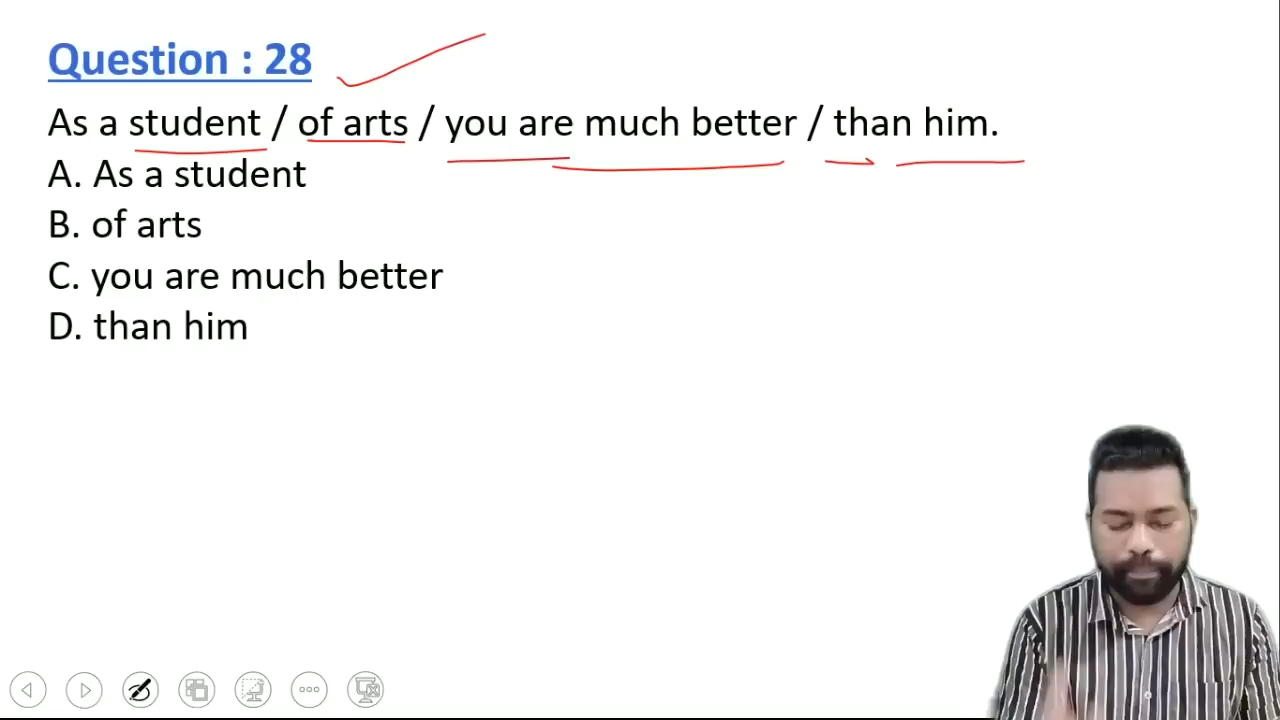 Question : 28
As a student / of arts / you are much better / than him.
A. As a student
B. of arts
C. you are much better
D. than him